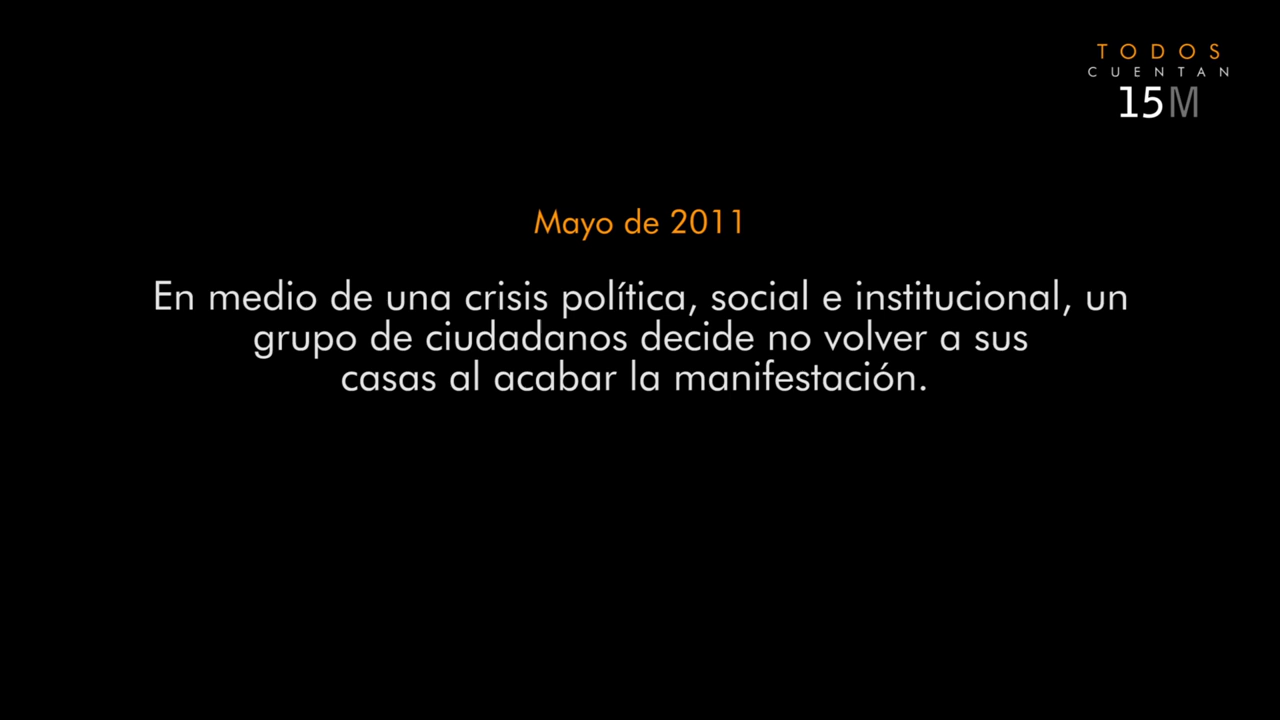 TODOS
CUENTAN
15M
Mayo de 2011
En medio de una crisis política, social e institucional, un
grupo de ciudadanos decide no volver a sus
casas al acabar la manifestación.